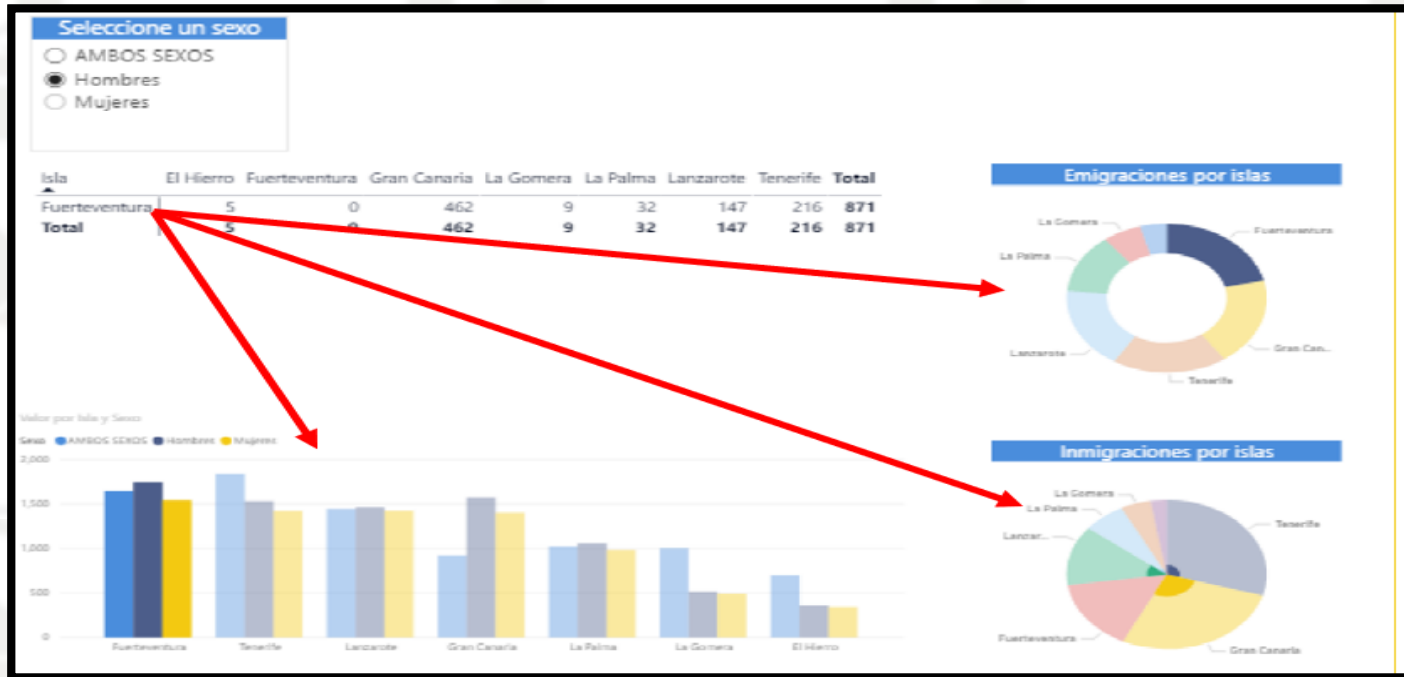 Seleccione un sexo
AMBOS SEXOS
Hombres
Mujeres
Isla El Hierro Fuerteventura Gran Canaria La Gomera La Palma Lanzarote Tenerife Total
Fuerteventura 5 0 462 9 32 147 216 871
Total 5 0 462 9 32 147 216 871
Emigraciones por islas
La Gomera
Fuerteventura
La Palma
Lanzarote
Gran Can...
Tenerife
Valor por Isla y Sexo
Sexo AMBOS SEXOS Hombres Mujeres
2,000
1,500
1,000
500
0
Fuerteventura Tenerife Lanzarote Gran Canaria La Palma La Gomera El Hierro
Inmigraciones por islas
La Gomera
La Palma
Tenerife
Lanzar...
Fuerteventura
Gran Canaria